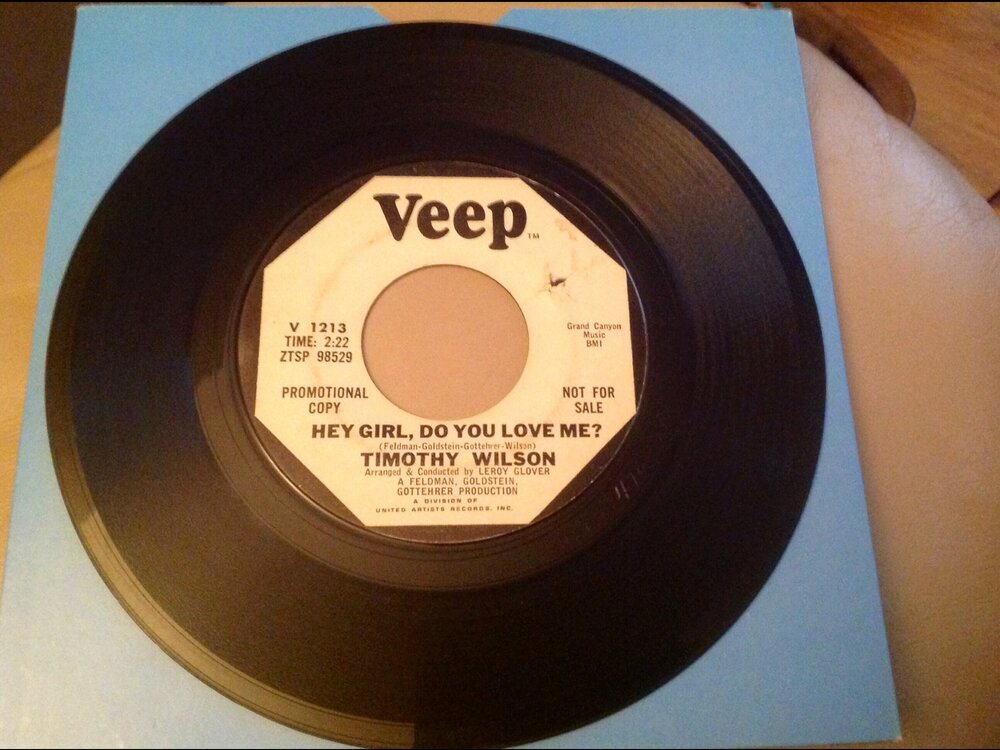 Veep TM
V 1213
TIME: 2:22
ZTSP 98529
Grand Canyon
Music
BMI
PROMOTIONAL
COPY
NOT FOR
SALE
HEY GIRL, DO YOU LOVE ME?
(Feldman-Goldstein-Gottehrer-Wilson)
TIMOTHY WILSON
Arranged & Conducted by LEROY GLOVER
A FELDMAN, GOLDSTEIN,
GOTTEHRER PRODUCTION
A DIVISION OF
UNITED ARTISTS RECORDS, INC.